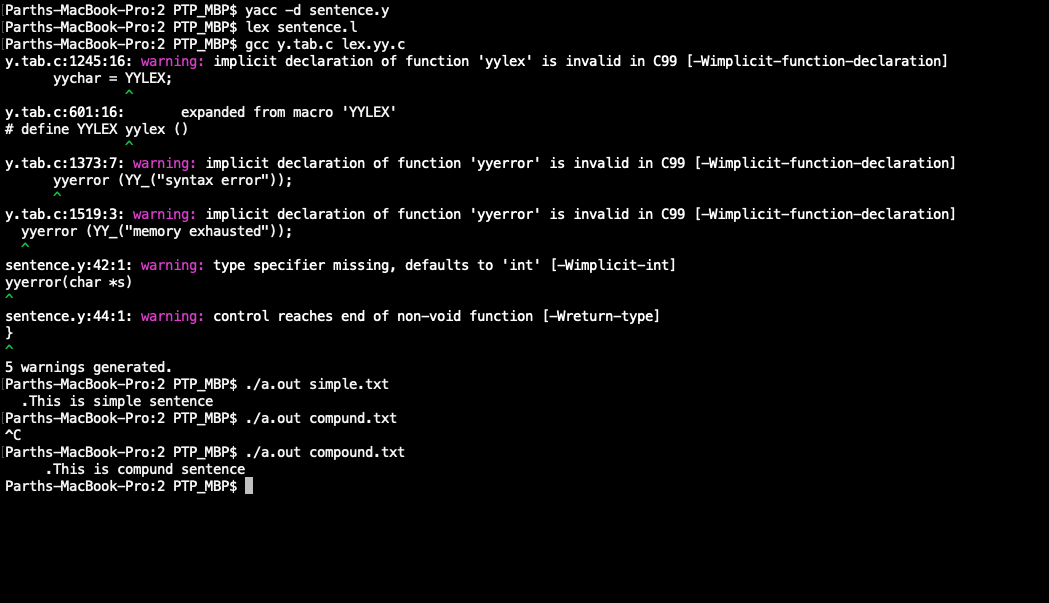 Parths-MacBook-Pro:2 PTP_MBP$ yacc -d sentence.y
Parths-MacBook-Pro:2 PTP_MBP$ lex sentence.l
Parths-MacBook-Pro:2 PTP_MBP$ gcc y.tab.c lex.yy.c
y.tab.c:1245:16: warning: implicit declaration of function 'yylex' is invalid in C99 [-Wimplicit-function-declaration]
      yychar = YYLEX;
               ^
y.tab.c:601:16:       expanded from macro 'YYLEX'
# define YYLEX yylex ()
               ^
y.tab.c:1373:7: warning: implicit declaration of function 'yyerror' is invalid in C99 [-Wimplicit-function-declaration]
      yyerror (YY_("syntax error"));
      ^
y.tab.c:1519:3: warning: implicit declaration of function 'yyerror' is invalid in C99 [-Wimplicit-function-declaration]
  yyerror (YY_("memory exhausted"));
  ^
sentence.y:42:1: warning: type specifier missing, defaults to 'int' [-Wimplicit-int]
yyerror(char *s)
^
sentence.y:44:1: warning: control reaches end of non-void function [-Wreturn-type]
}
^
5 warnings generated.
Parths-MacBook-Pro:2 PTP_MBP$ ./a.out simple.txt
  .This is simple sentence
Parths-MacBook-Pro:2 PTP_MBP$ ./a.out compund.txt
^C
Parths-MacBook-Pro:2 PTP_MBP$ ./a.out compound.txt
     .This is compund sentence
Parths-MacBook-Pro:2 PTP_MBP$